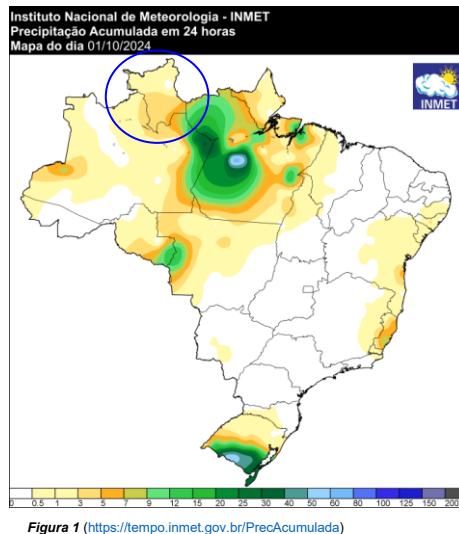 Instituto Nacional de Meteorologia - INMET
Precipitação Acumulada em 24 horas
Mapa do dia 01/10/2024
INMET
0 0.5 1 3 5 7 9 12 15 20 25 30 40 50 60 80 100 125 150 200
Figura 1 (https://tempo.inmet.gov.br/PrecAcumulada)